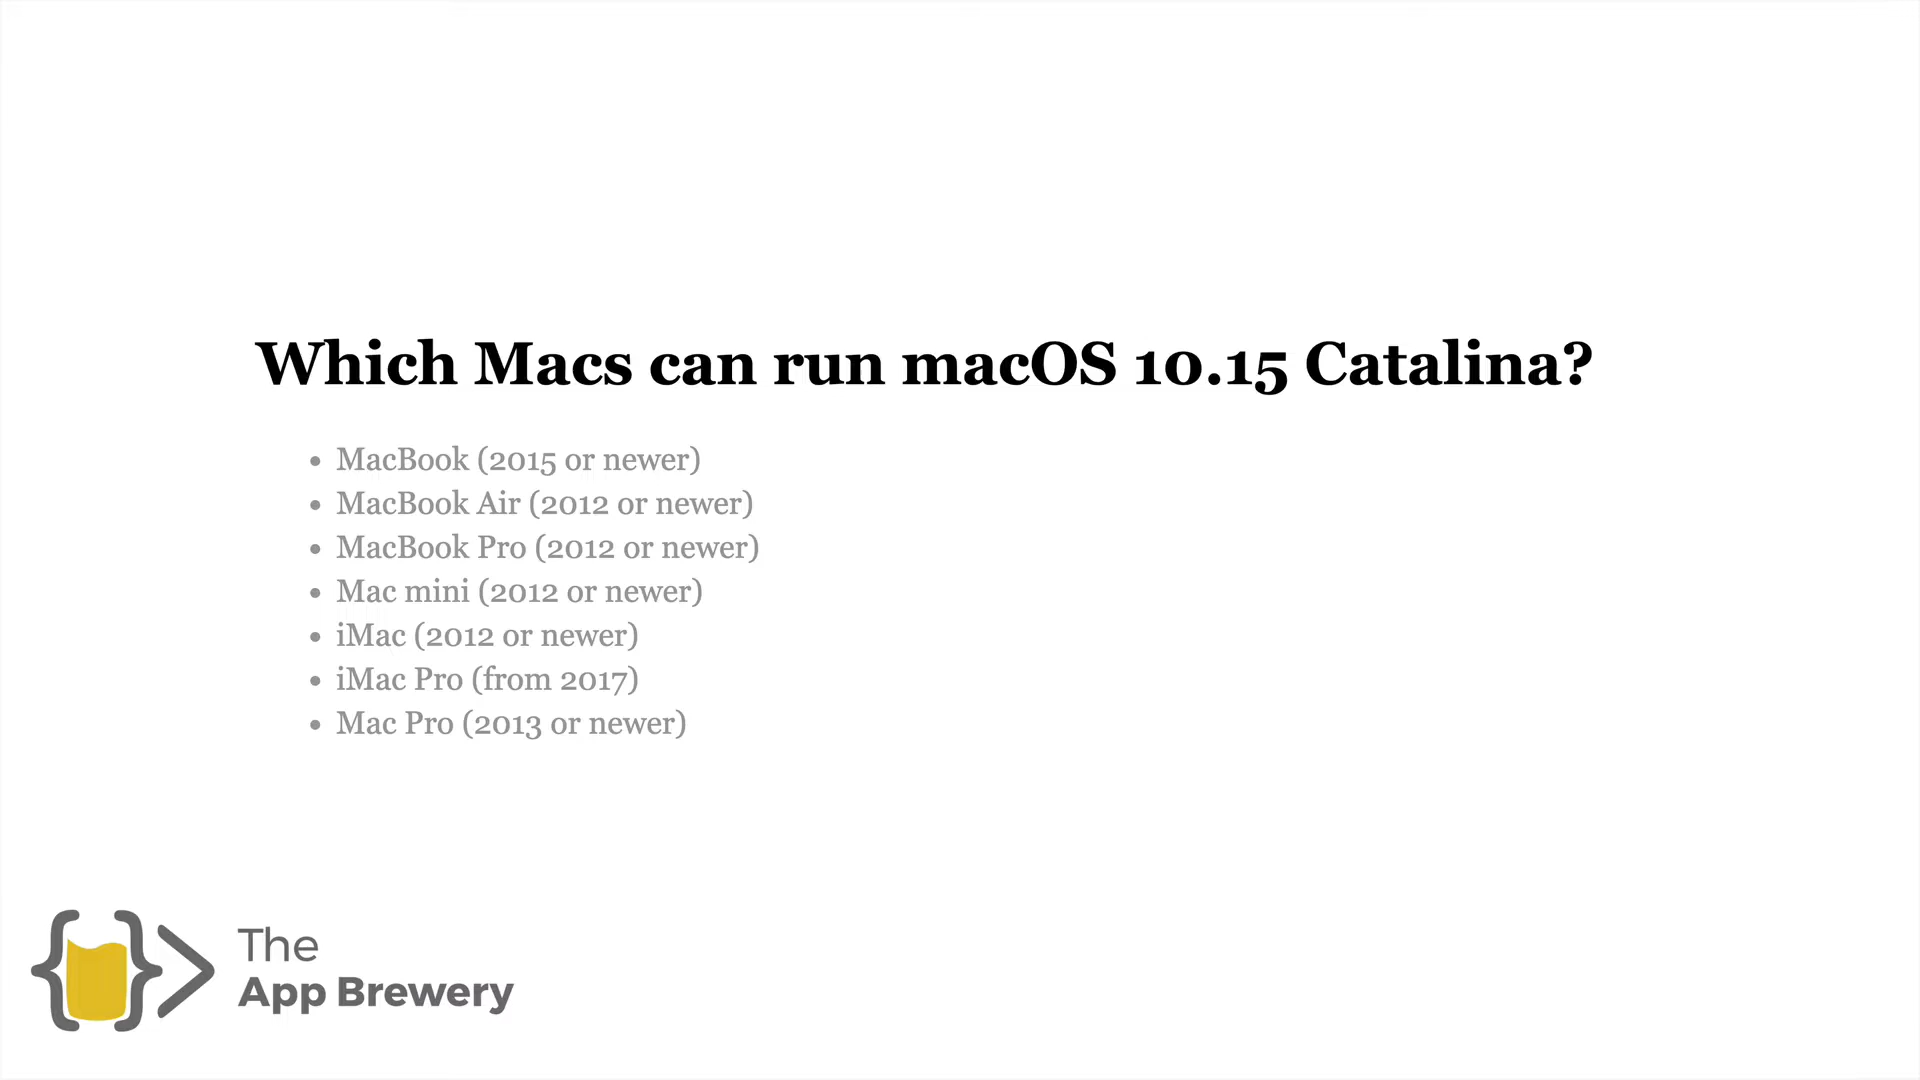 Which Macs can run macOS 10.15 Catalina?
• MacBook (2015 or newer)
• MacBook Air (2012 or newer)
• MacBook Pro (2012 or newer)
• Mac mini (2012 or newer)
• iMac (2012 or newer)
• iMac Pro (from 2017)
• Mac Pro (2013 or newer)
The
App Brewery